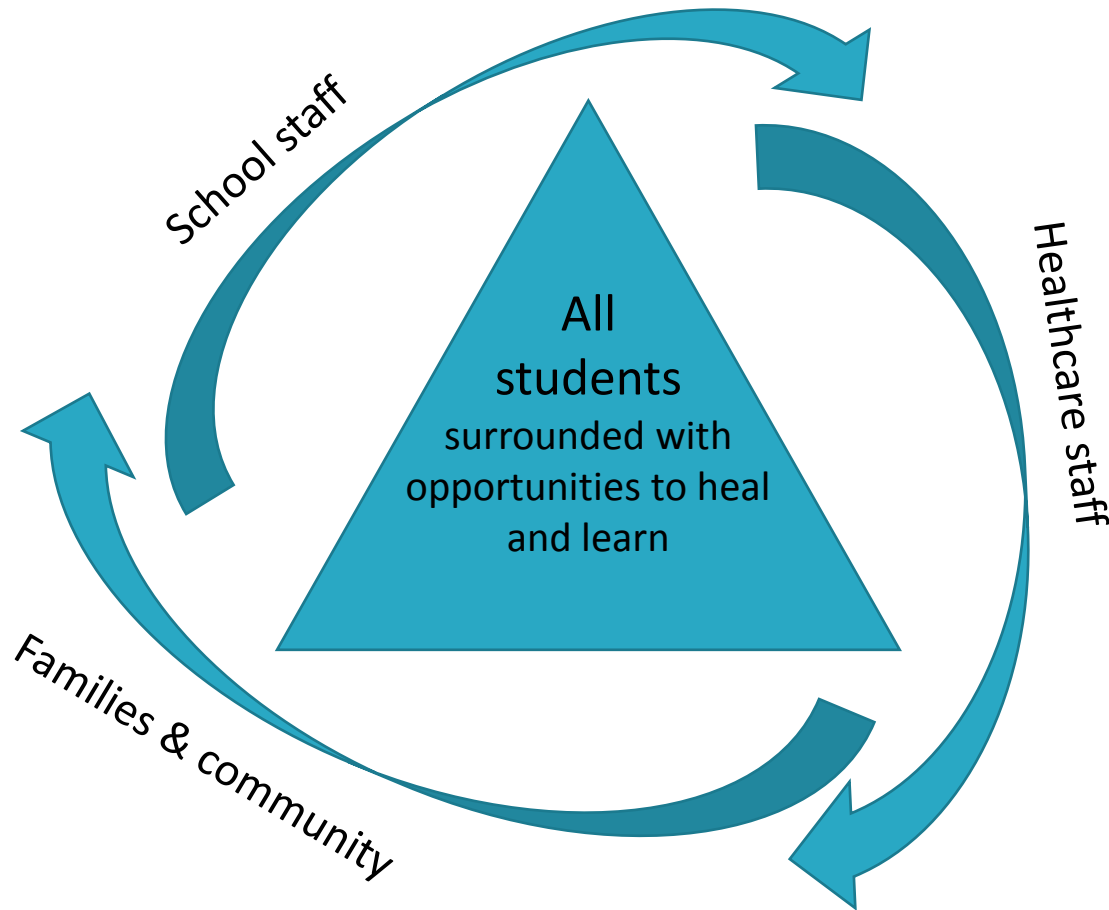 School staff
Healthcare staff
All
students
surrounded with
opportunities to heal
and learn
Families & community